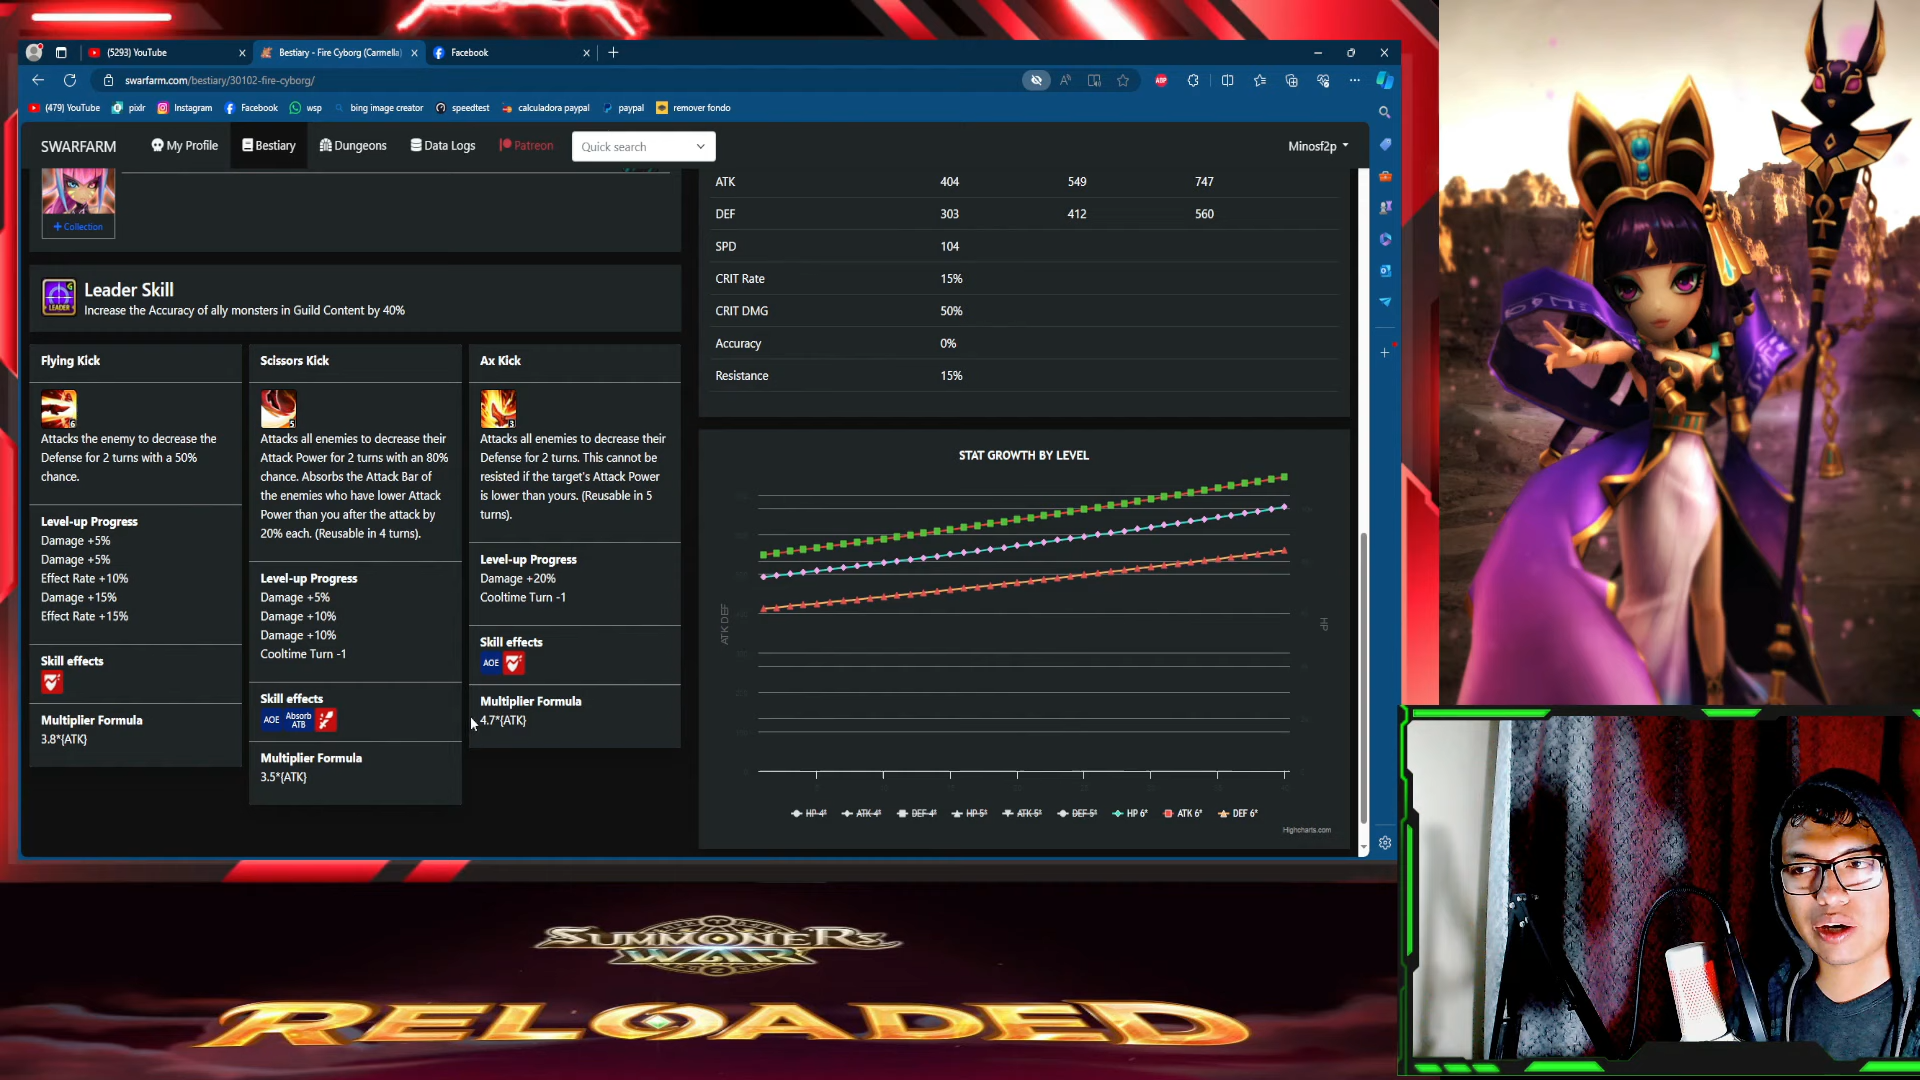 (5293) YouTube
Bestiary - Fire Cyborg (Carmella)
Facebook
swarfarm.com/bestiary/30102-fire-cyborg/
(479) YouTube
pixlr
Instagram
Facebook
wsp
bing image creator
speedtest
calculadora paypal
paypal
remover fondo
SWARFARM
My Profile
Bestiary
Dungeons
Data Logs
Patreon
Quick search
Minosf2p
+ Collection
ATK 404 549 747
DEF 303 412 560
SPD 104
CRIT Rate 15%
CRIT DMG 50%
Accuracy 0%
Resistance 15%
LEADER
Leader Skill
Increase the Accuracy of ally monsters in Guild Content by 40%
Flying Kick
6
Attacks the enemy to decrease the
Defense for 2 turns with a 50%
chance.
Level-up Progress
Damage +5%
Damage +5%
Effect Rate +10%
Damage +15%
Effect Rate +15%
Skill effects
Multiplier Formula
3.8*{ATK}
Scissors Kick
5
Attacks all enemies to decrease their
Attack Power for 2 turns with an 80%
chance. Absorbs the Attack Bar of
the enemies who have lower Attack
Power than you after the attack by
20% each. (Reusable in 4 turns).
Level-up Progress
Damage +5%
Damage +10%
Damage +10%
Cooltime Turn -1
Skill effects
AOE
Absorb
ATB
Multiplier Formula
3.5*{ATK}
Ax Kick
3
Attacks all enemies to decrease their
Defense for 2 turns. This cannot be
resisted if the target's Attack Power
is lower than yours. (Reusable in 5
turns).
Level-up Progress
Damage +20%
Cooltime Turn -1
Skill effects
AOE
Multiplier Formula
4.7*{ATK}
STAT GROWTH BY LEVEL
ATK DEF
HP
HP 4* ATK 4* DEF 4* HP 5* ATK 5* DEF 5* HP 6* ATK 6* DEF 6*
Highcharts.com
SUMMONERS
WAR
RELOADED